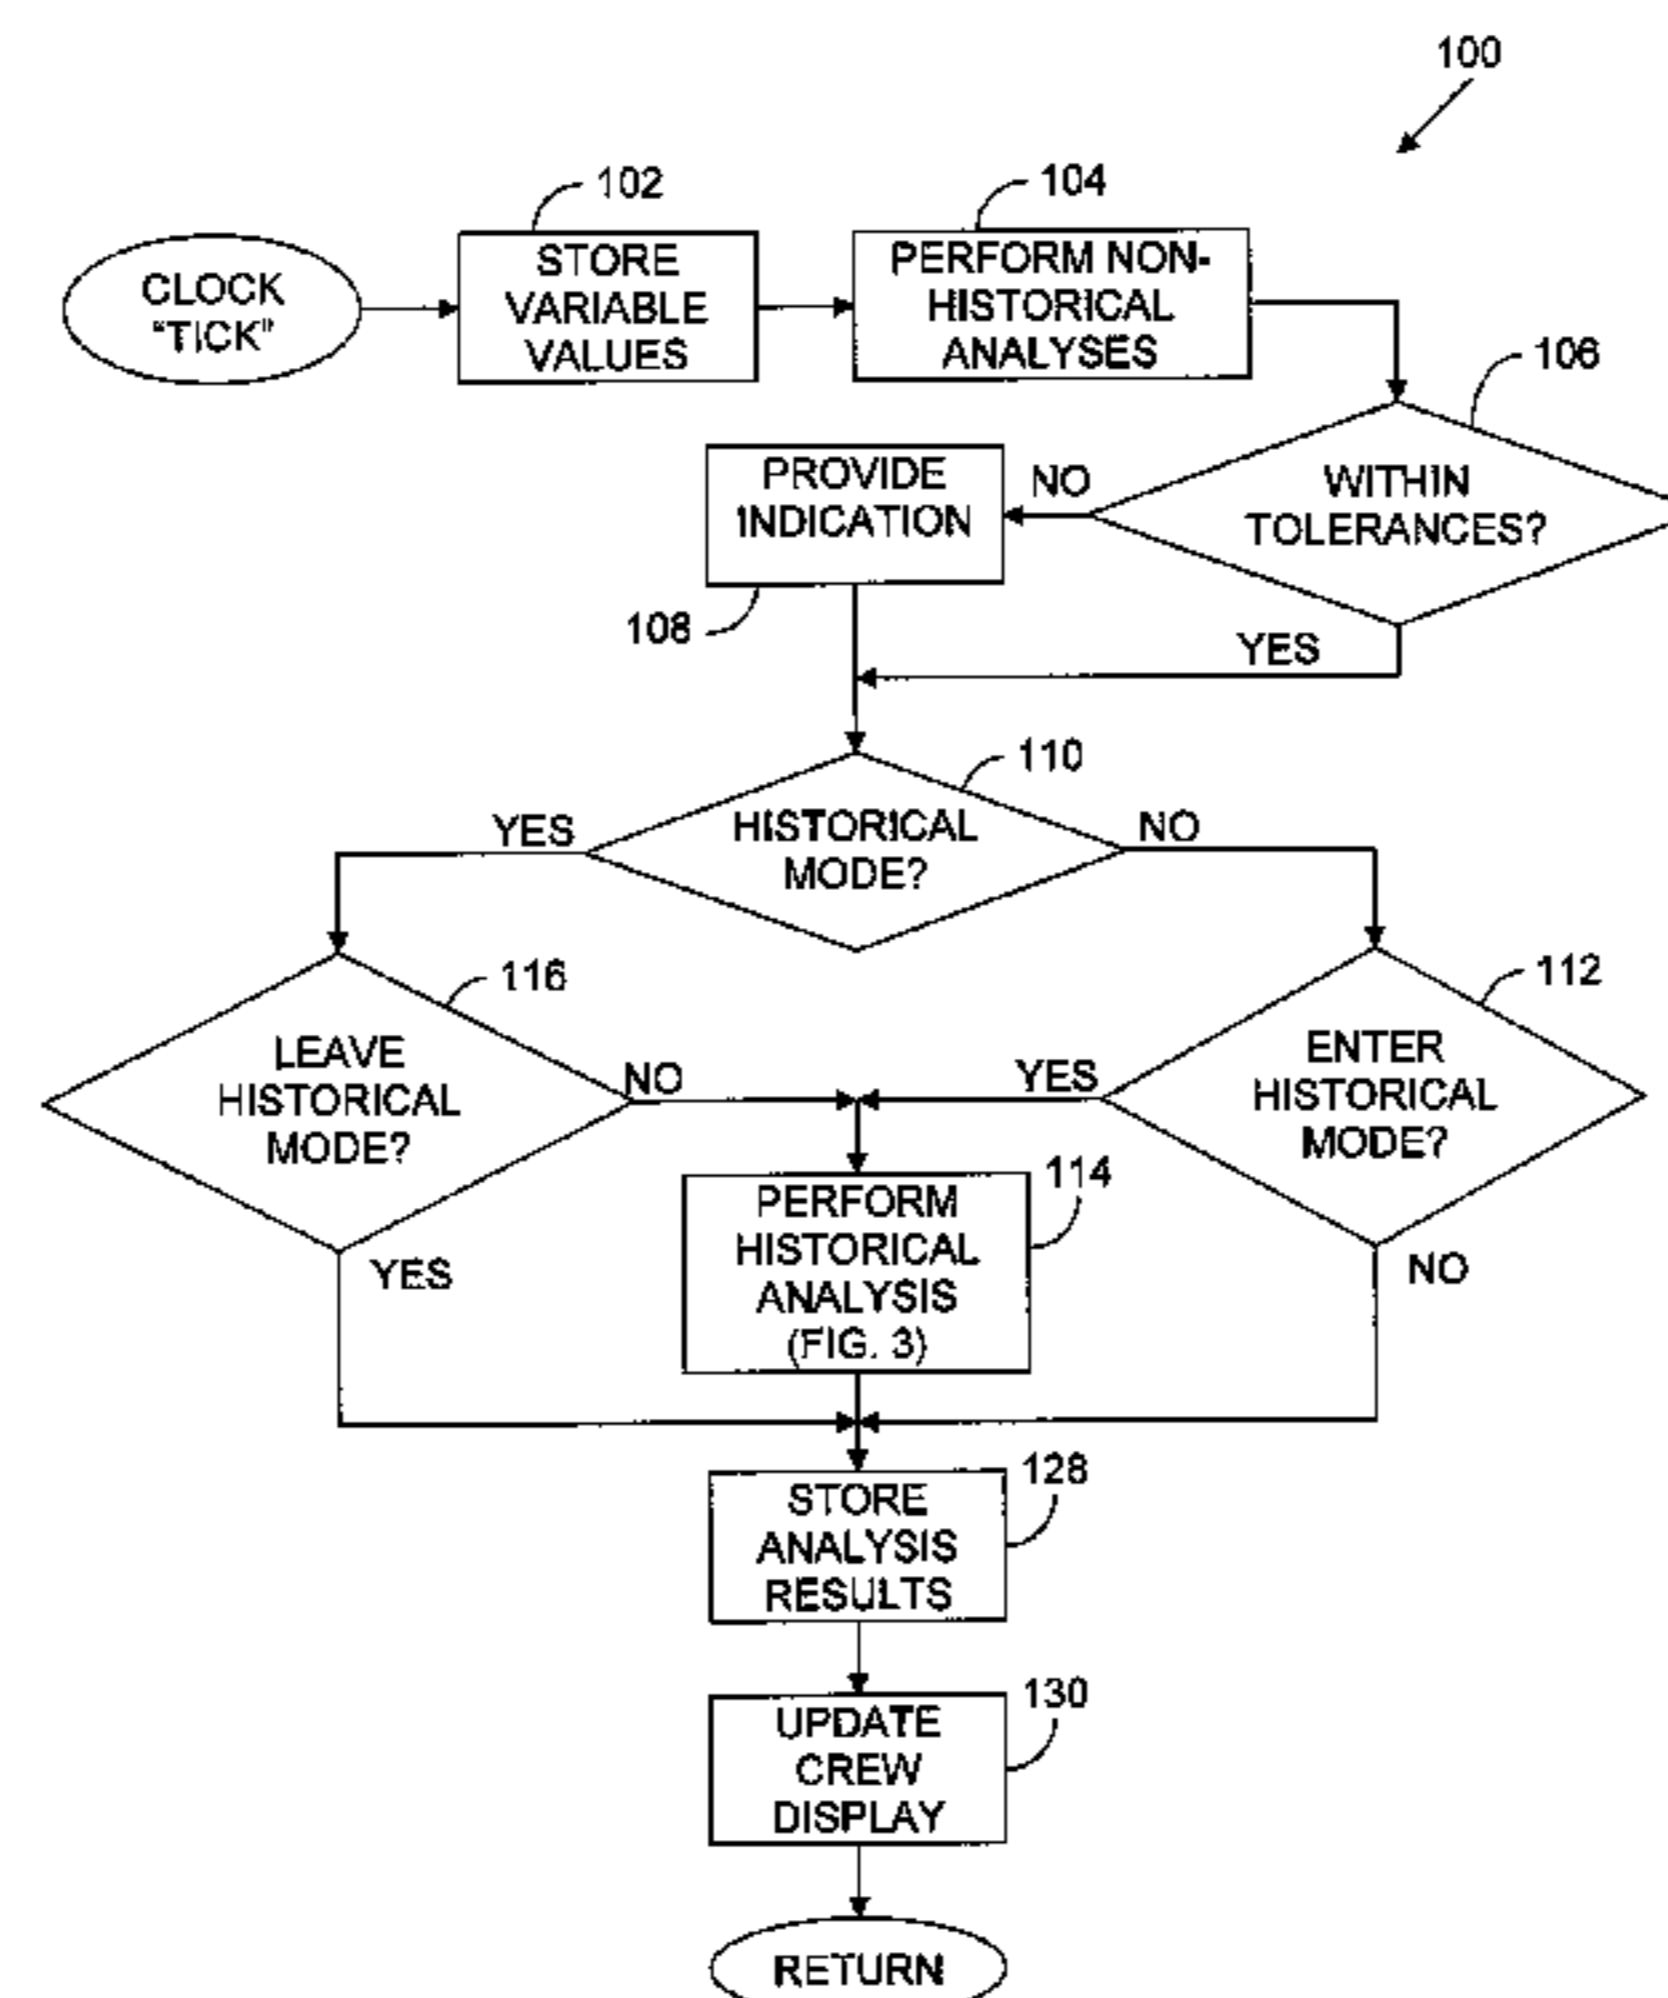 100
102
104
CLOCK
"TICK"
STORE
VARIABLE
VALUES
PERFORM NON-
HISTORICAL
ANALYSES
106
PROVIDE
INDICATION
NO
WITHIN
TOLERANCES?
108
YES
110
YES
HISTORICAL
MODE?
NO
116
112
LEAVE
HISTORICAL
MODE?
NO
YES
ENTER
HISTORICAL
MODE?
114
PERFORM
HISTORICAL
ANALYSIS
(FIG. 3)
YES
NO
128
STORE
ANALYSIS
RESULTS
130
UPDATE
CREW
DISPLAY
RETURN